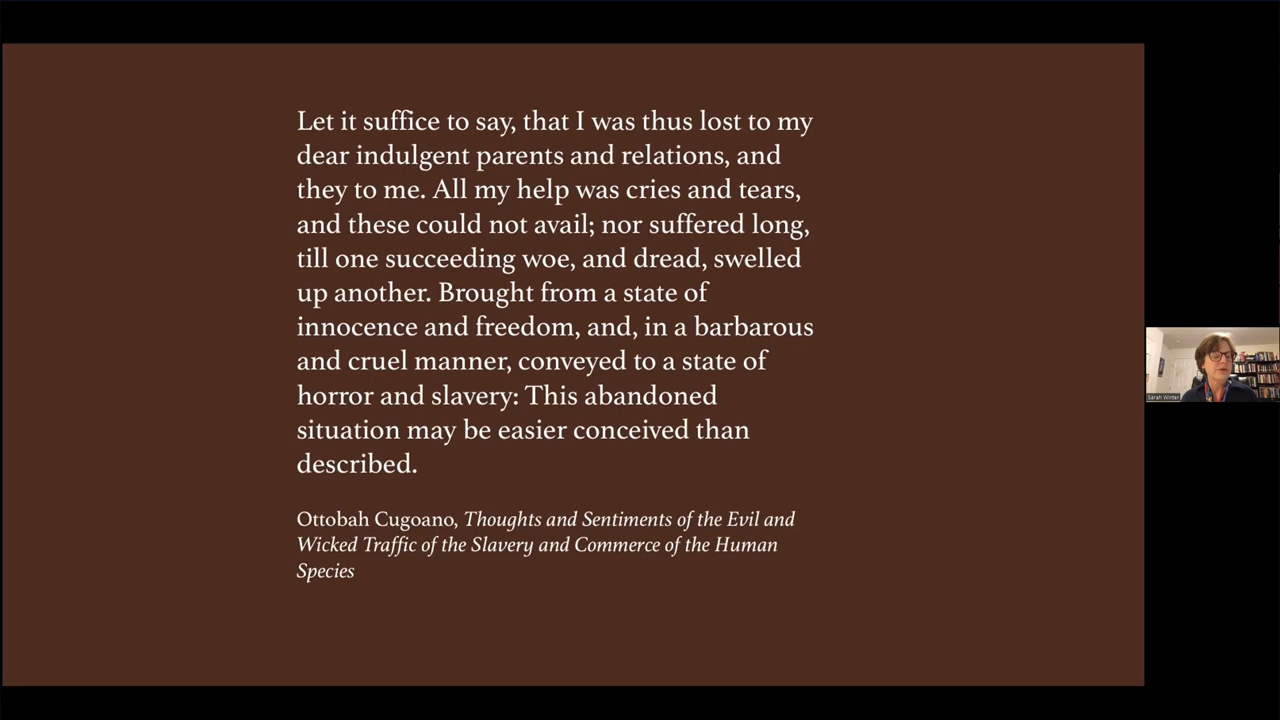 Let it suffice to say, that I was thus lost to my
dear indulgent parents and relations, and
they to me. All my help was cries and tears,
and these could not avail; nor suffered long,
till one succeeding woe, and dread, swelled
up another. Brought from a state of
innocence and freedom, and, in a barbarous
and cruel manner, conveyed to a state of
horror and slavery: This abandoned
situation may be easier conceived than
described.
Ottobah Cugoano, Thoughts and Sentiments of the Evil and
Wicked Traffic of the Slavery and Commerce of the Human
Species
Sarah Winter